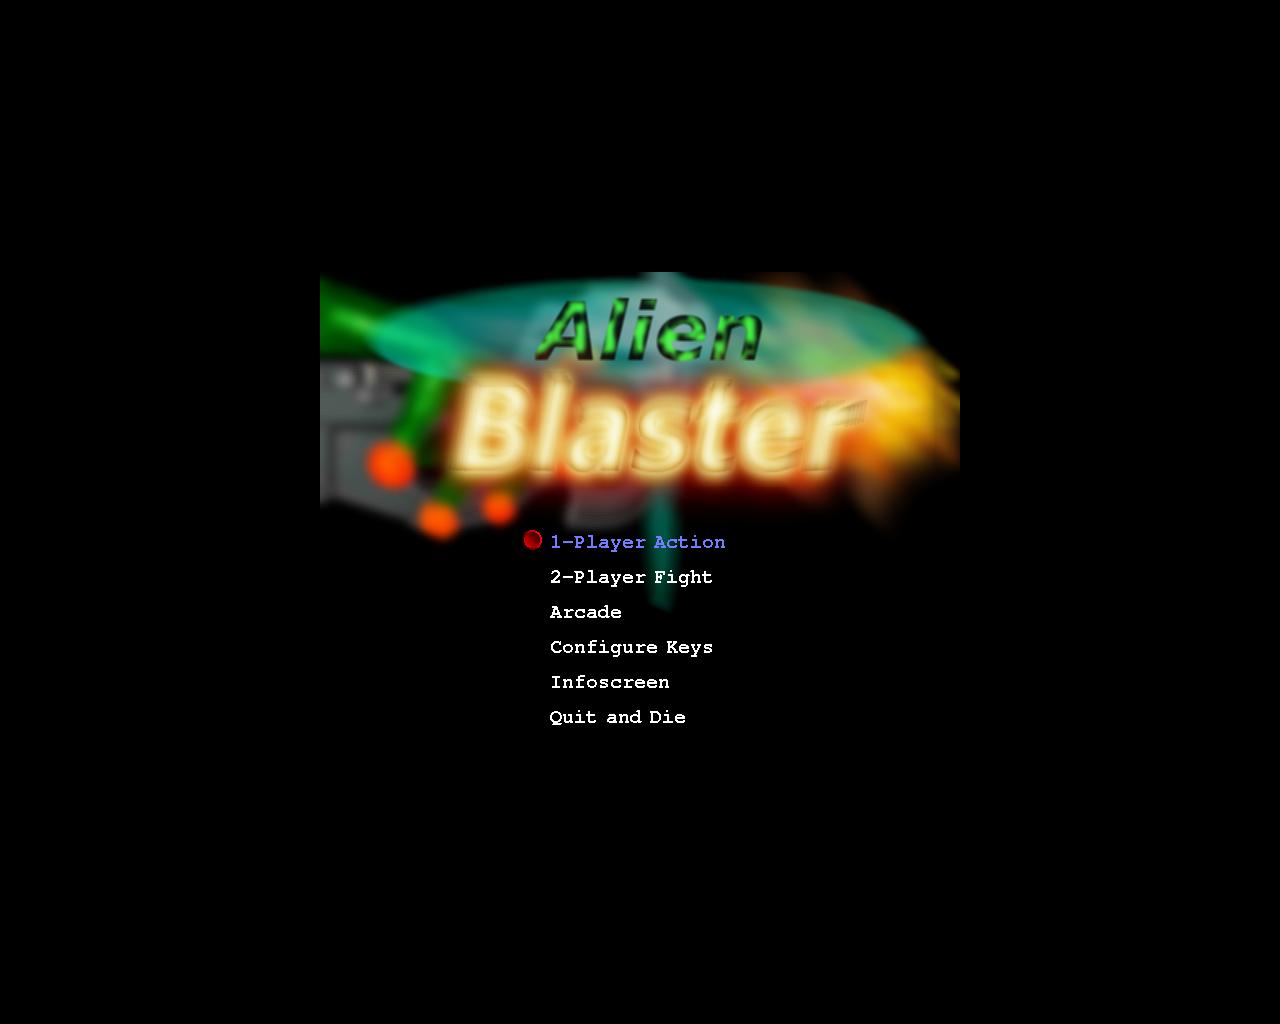 Alien
Blaster
1-Player Action
2-Player Fight
Arcade
Configure Keys
Infoscreen
Quit and Die